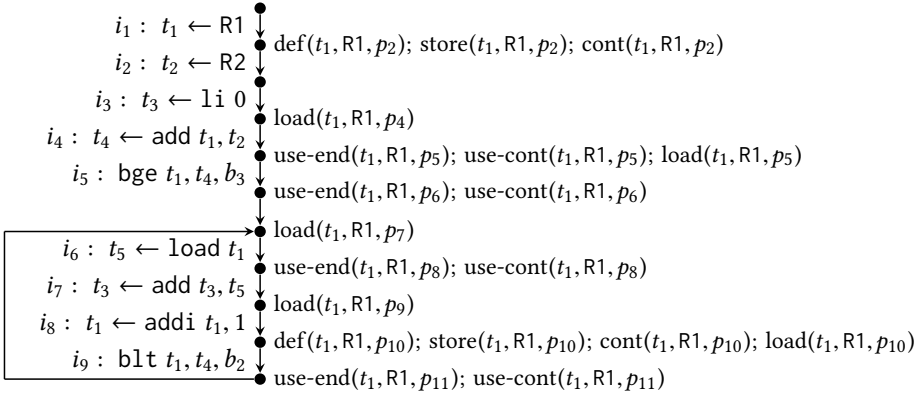 i₁ : t₁ ← R1
def(t₁, R1, p₂); store(t₁, R1, p₂); cont(t₁, R1, p₂)
i₂ : t₂ ← R2
i₃ : t₃ ← li 0
load(t₁, R1, p₄)
i₄ : t₄ ← add t₁, t₂
use-end(t₁, R1, p₅); use-cont(t₁, R1, p₅); load(t₁, R1, p₅)
i₅ : bge t₁, t₄, b₃
use-end(t₁, R1, p₆); use-cont(t₁, R1, p₆)
load(t₁, R1, p₇)
i₆ : t₅ ← load t₁
use-end(t₁, R1, p₈); use-cont(t₁, R1, p₈)
i₇ : t₃ ← add t₃, t₅
load(t₁, R1, p₉)
i₈ : t₁ ← addi t₁, 1
def(t₁, R1, p₁₀); store(t₁, R1, p₁₀); cont(t₁, R1, p₁₀); load(t₁, R1, p₁₀)
i₉ : blt t₁, t₄, b₂
use-end(t₁, R1, p₁₁); use-cont(t₁, R1, p₁₁)